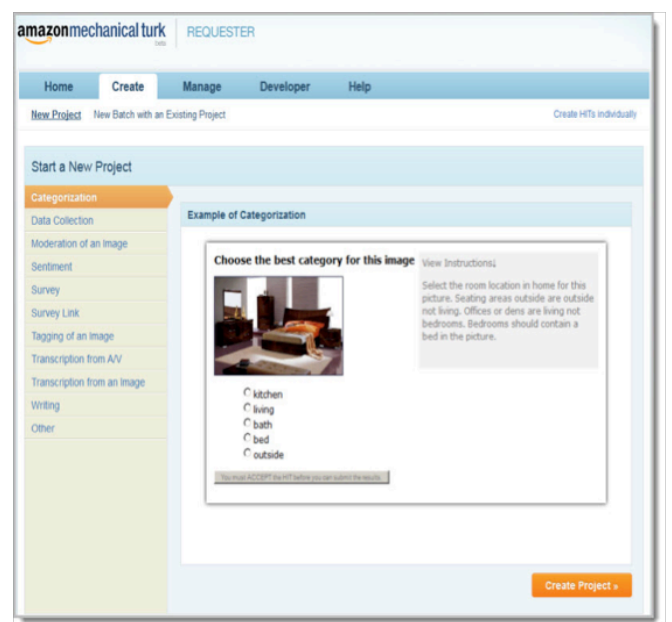 amazonmechanical turk
beta
REQUESTER
Home Create Manage Developer Help
New Project New Batch with an Existing Project Create HITs individually
Start a New Project
Categorization
Data Collection
Moderation of an Image
Sentiment
Survey
Survey Link
Tagging of an Image
Transcription from A/V
Transcription from an Image
Writing
Other
Example of Categorization
Choose the best category for this image
View Instructions↓
Select the room location in home for this
picture. Seating areas outside are outside
not living. Offices or dens are living not
bedrooms. Bedrooms should contain a
bed in the picture.
kitchen
living
bath
bed
outside
You must ACCEPT the HIT before you can submit the results.
Create Project »